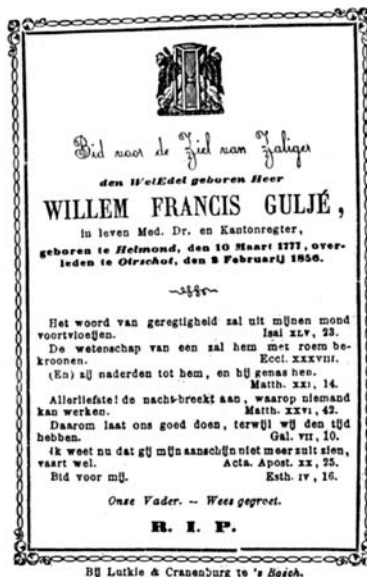 Bid voor de Ziel van Zaliger
den WelEdel geboren Heer
WILLEM FRANCIS GULJÉ,
in leven Med. Dr. en Kantonregter,
geboren te Helmond, den 10 Maart 1777, over-
leden te Oirschot, den 2 Februarij 1856.
Het woord van geregtigheid zal uit mijnen mond
voortvloeijen. Isai XLV, 23.
De wetenschap van een zal hem met roem be-
kroonen. Eccl. XXXVIII.
(En) zij naderden tot hem, en hij genas hen.
Matth. XXI, 14.
Allerliefste! de nacht breekt aan, waarop niemand
kan werken. Matth. XXVI, 42.
Daarom laat ons goed doen, terwijl wij den tijd
hebben. Gal. VII, 10.
Ik weet nu dat gij mijn aanschijn niet meer zult zien,
vaart wel. Acta. Apost. XX, 25.
Bid voor mij. Esth. IV, 16.
Onze Vader. — Wees gegroet.
R. I. P.
Bij Lutkie & Cranenburg te 's Bosch.